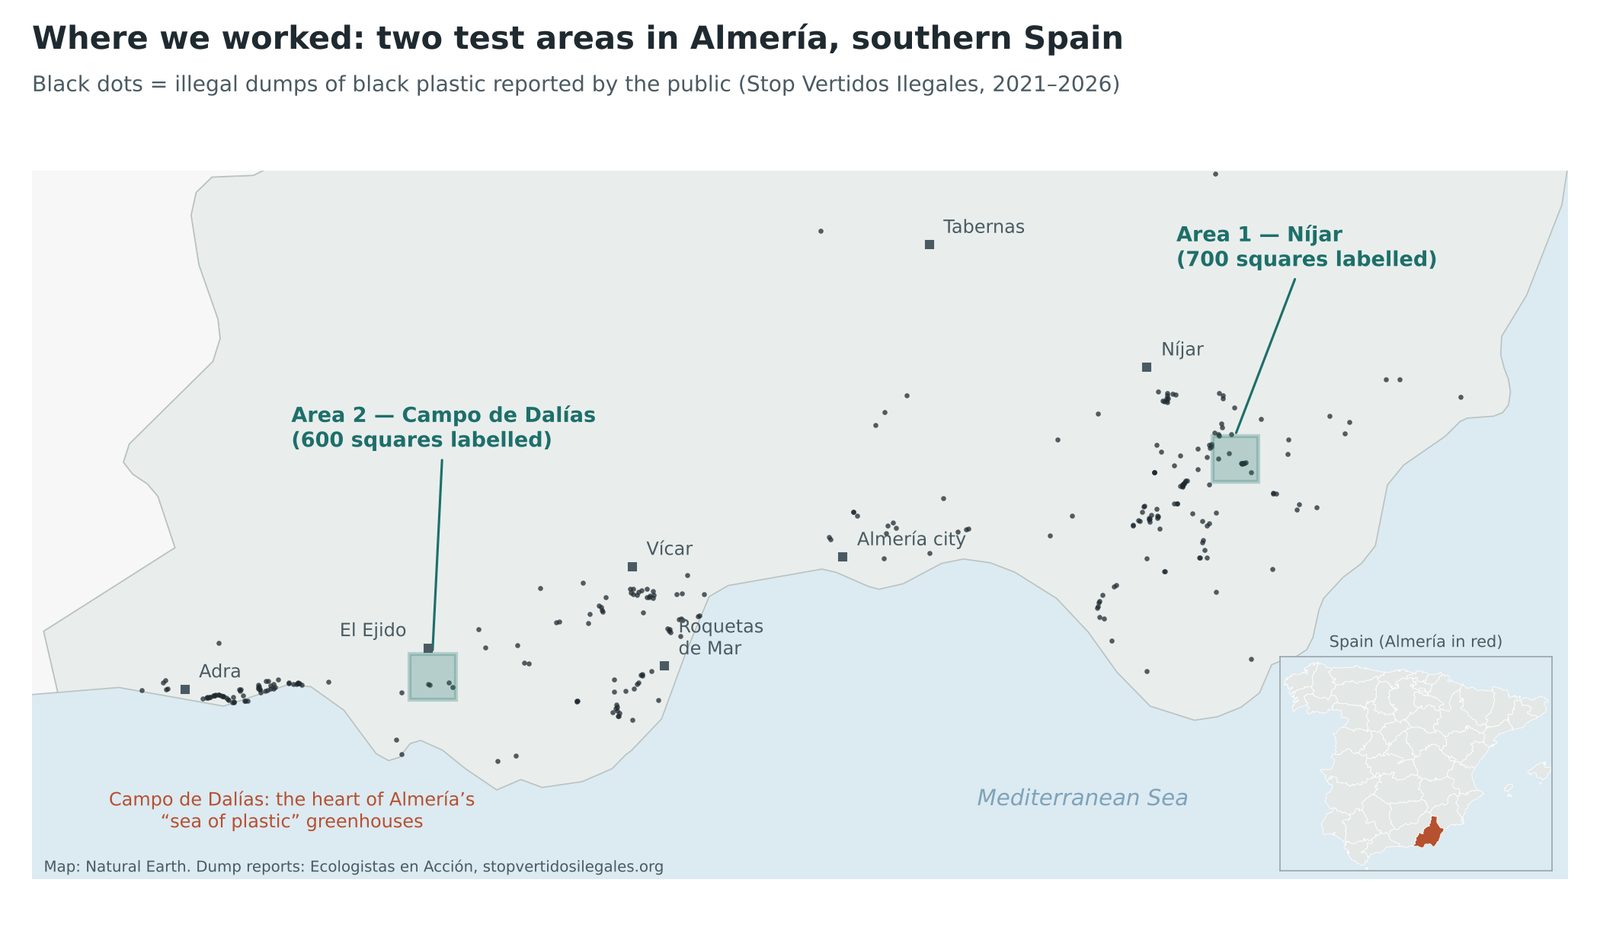 Where we worked: two test areas in Almería, southern Spain
Black dots = illegal dumps of black plastic reported by the public (Stop Vertidos Ilegales, 2021–2026)
Tabernas
Area 1 — Níjar
(700 squares labelled)
Níjar
Area 2 — Campo de Dalías
(600 squares labelled)
Almería city
Vícar
El Ejido
Roquetas
de Mar
Adra
Spain (Almería in red)
Campo de Dalías: the heart of Almería’s
“sea of plastic” greenhouses
Mediterranean Sea
Map: Natural Earth. Dump reports: Ecologistas en Acción, stopvertidosilegales.org